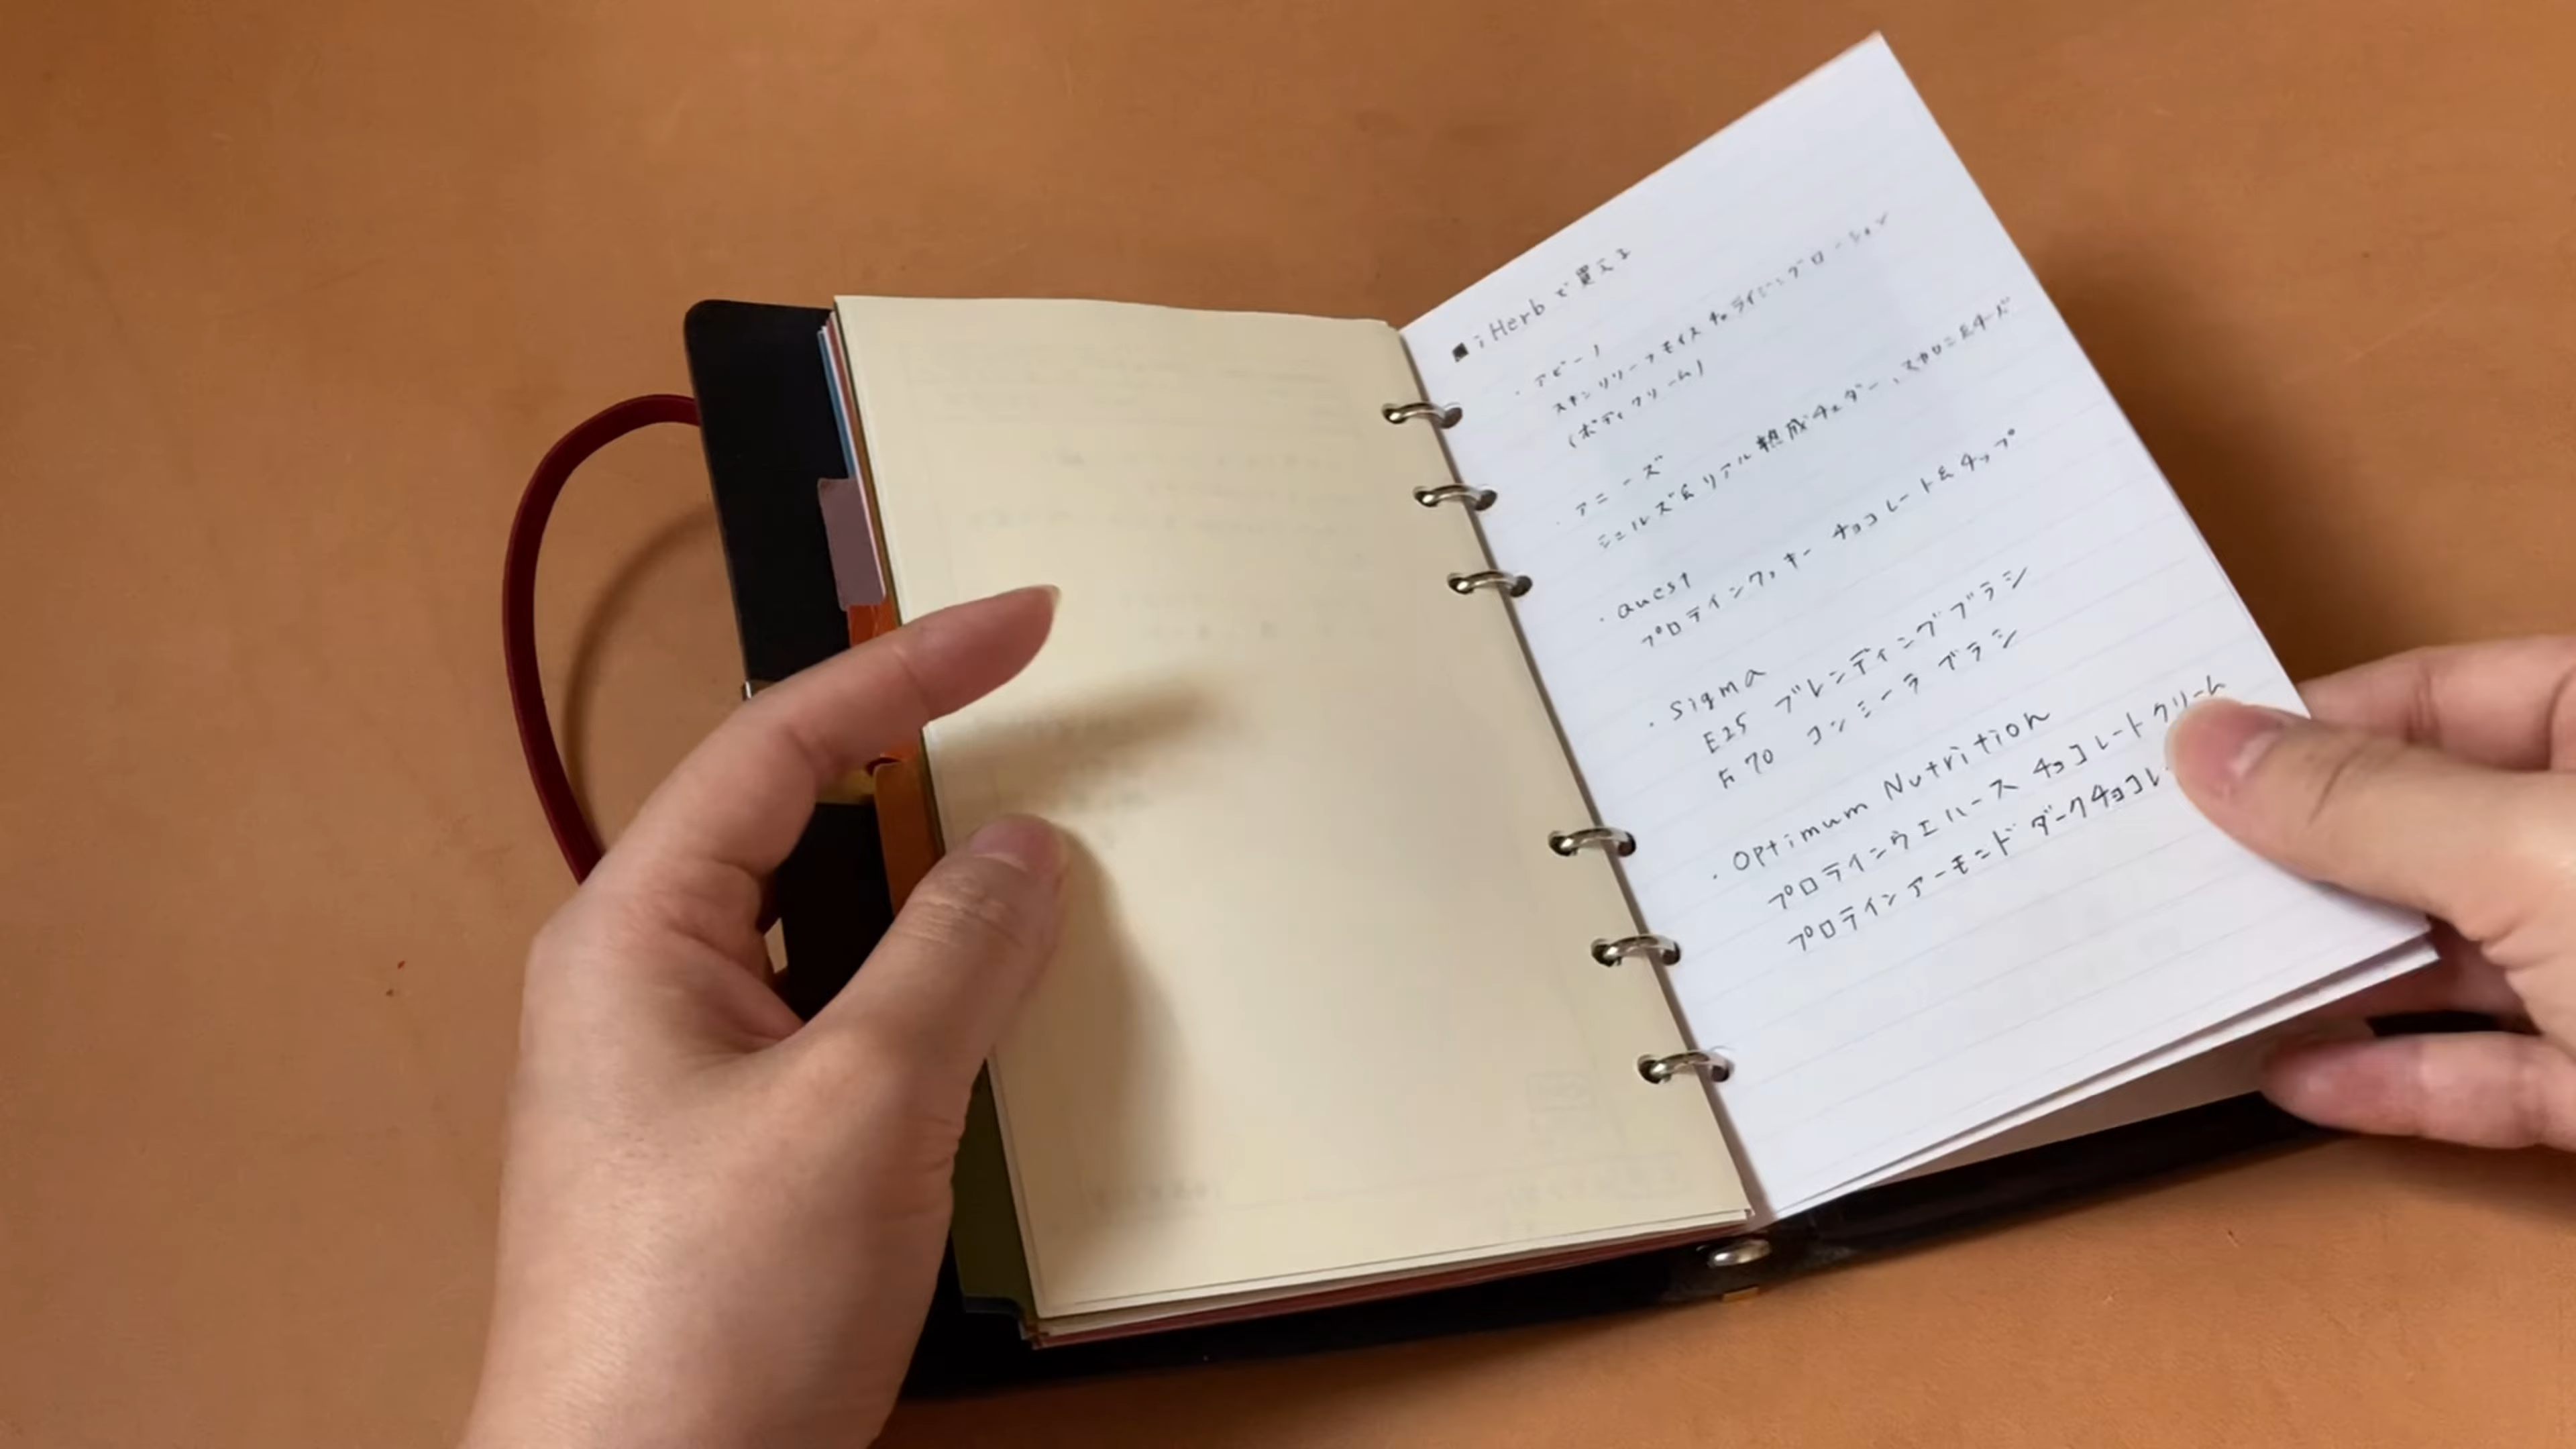 ■ iHerbで買える
・アビーノ
スキンリリーフモイスチャライジングローション
(ボディクリーム)
・アニーズ
シェルズ&リアル熟成チェダー、マカロニ&チーズ
・Quest
プロテインクッキー チョコレート&チップ
・Sigma
E25 ブレンディングブラシ
F70 コンシーラブラシ
・Optimum Nutrition
プロテインウエハース チョコレートクリーム
プロテインアーモンド ダークチョコレ